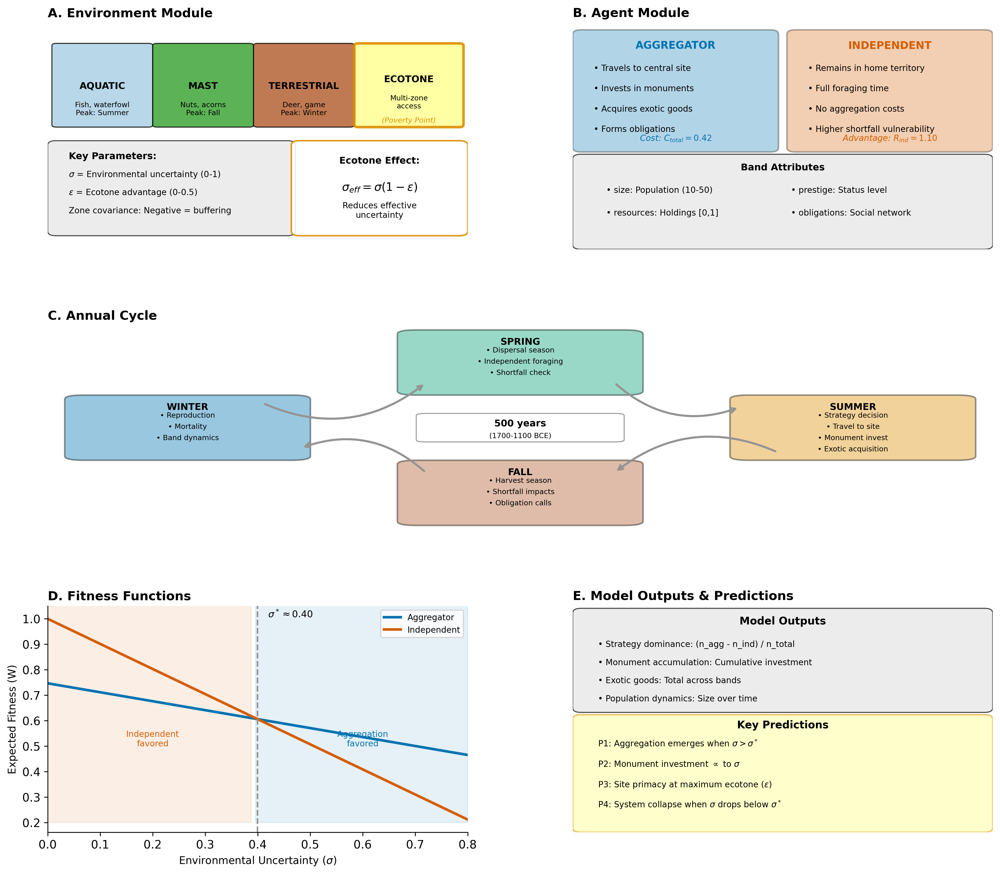 A. Environment Module
AQUATIC
Fish, waterfowl
Peak: Summer
MAST
Nuts, acorns
Peak: Fall
TERRESTRIAL
Deer, game
Peak: Winter
ECOTONE
Multi-zone
access
(Poverty Point)
Key Parameters:
σ = Environmental uncertainty (0-1)
ε = Ecotone advantage (0-0.5)
Zone covariance: Negative = buffering
Ecotone Effect:
σ_eff = σ(1 − ε)
Reduces effective
uncertainty
B. Agent Module
AGGREGATOR
• Travels to central site
• Invests in monuments
• Acquires exotic goods
• Forms obligations
Cost: C_total = 0.42
INDEPENDENT
• Remains in home territory
• Full foraging time
• No aggregation costs
• Higher shortfall vulnerability
Advantage: R_ind = 1.10
Band Attributes
• size: Population (10-50)
• prestige: Status level
• resources: Holdings [0,1]
• obligations: Social network
C. Annual Cycle
SPRING
• Dispersal season
• Independent foraging
• Shortfall check
WINTER
• Reproduction
• Mortality
• Band dynamics
500 years
(1700-1100 BCE)
SUMMER
• Strategy decision
• Travel to site
• Monument invest
• Exotic acquisition
FALL
• Harvest season
• Shortfall impacts
• Obligation calls
D. Fitness Functions
σ* ≈ 0.40
Aggregator
Independent
Independent
favored
Aggregation
favored
Expected Fitness (W)
1.0
0.9
0.8
0.7
0.6
0.5
0.4
0.3
0.2
0.0 0.1 0.2 0.3 0.4 0.5 0.6 0.7 0.8
Environmental Uncertainty (σ)
E. Model Outputs & Predictions
Model Outputs
• Strategy dominance: (n_agg - n_ind) / n_total
• Monument accumulation: Cumulative investment
• Exotic goods: Total across bands
• Population dynamics: Size over time
Key Predictions
P1: Aggregation emerges when σ > σ*
P2: Monument investment ∝ to σ
P3: Site primacy at maximum ecotone (ε)
P4: System collapse when σ drops below σ*